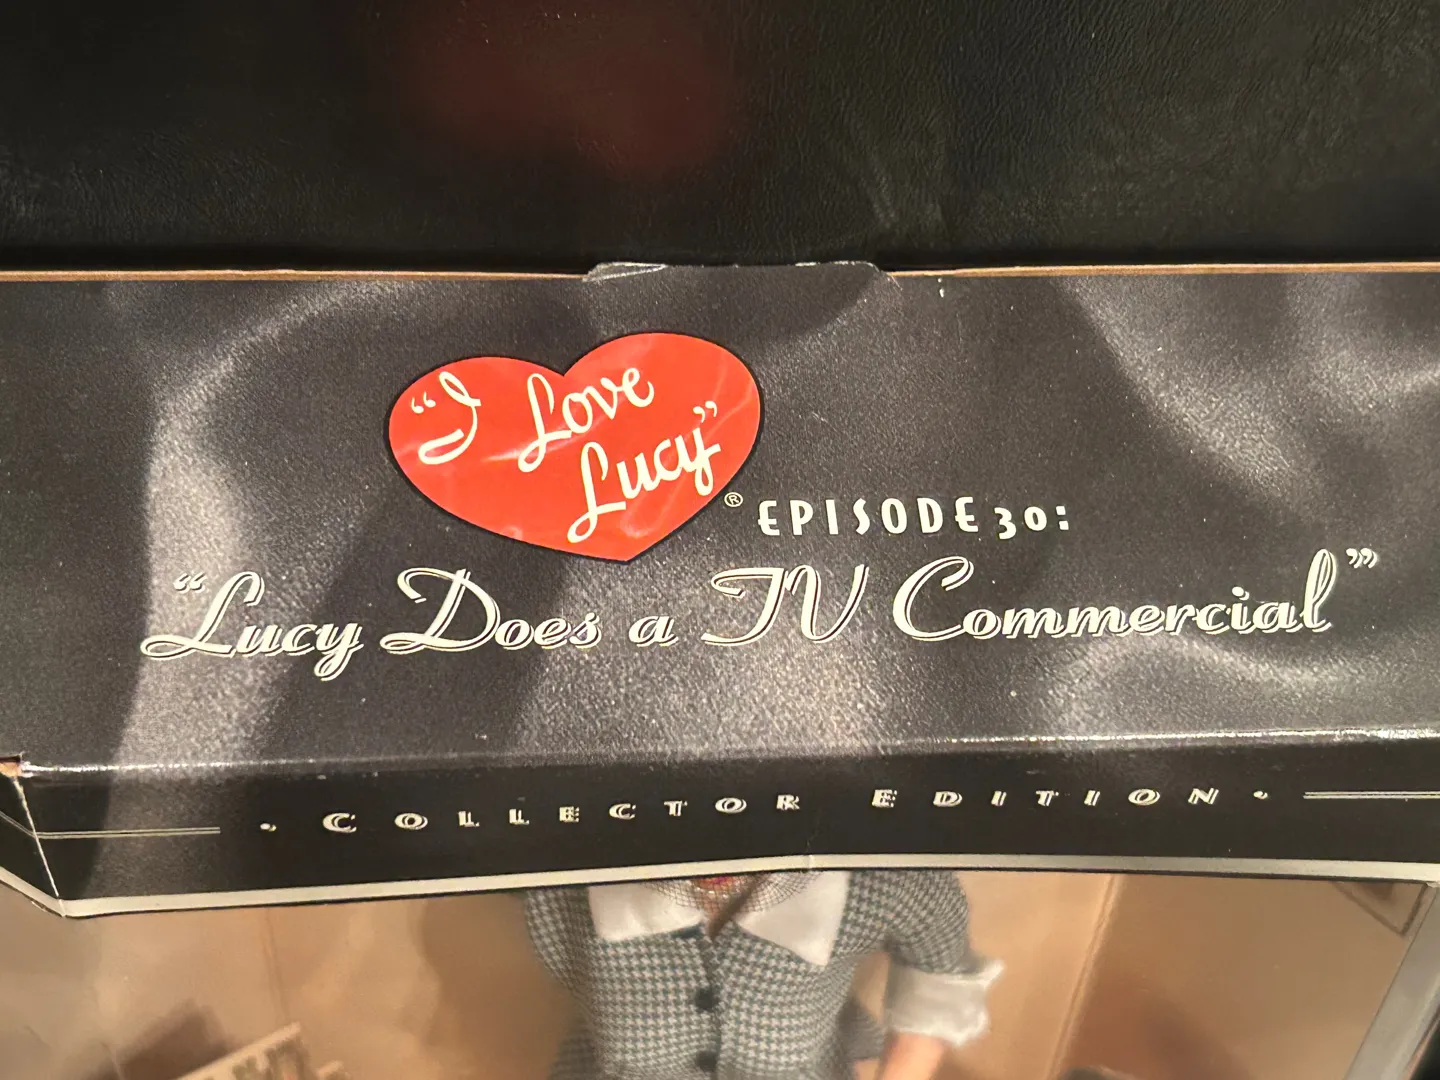 “I Love
Lucy”®
EPISODE 30:
“Lucy Does a TV Commercial”
• COLLECTOR EDITION •